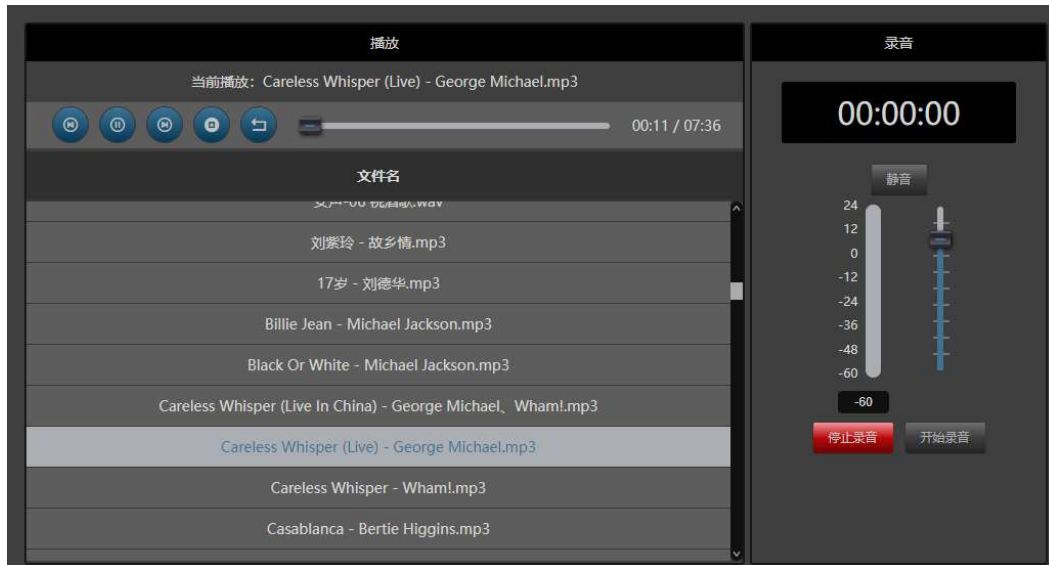 播放
当前播放：Careless Whisper (Live) - George Michael.mp3
00:11 / 07:36
文件名
刘紫玲 - 故乡情.mp3
17岁 - 刘德华.mp3
Billie Jean - Michael Jackson.mp3
Black Or White - Michael Jackson.mp3
Careless Whisper (Live In China) - George Michael、Wham!.mp3
Careless Whisper (Live) - George Michael.mp3
Careless Whisper - Wham!.mp3
Casablanca - Bertie Higgins.mp3
录音
00:00:00
静音
24
12
0
-12
-24
-36
-48
-60
-60
停止录音 开始录音